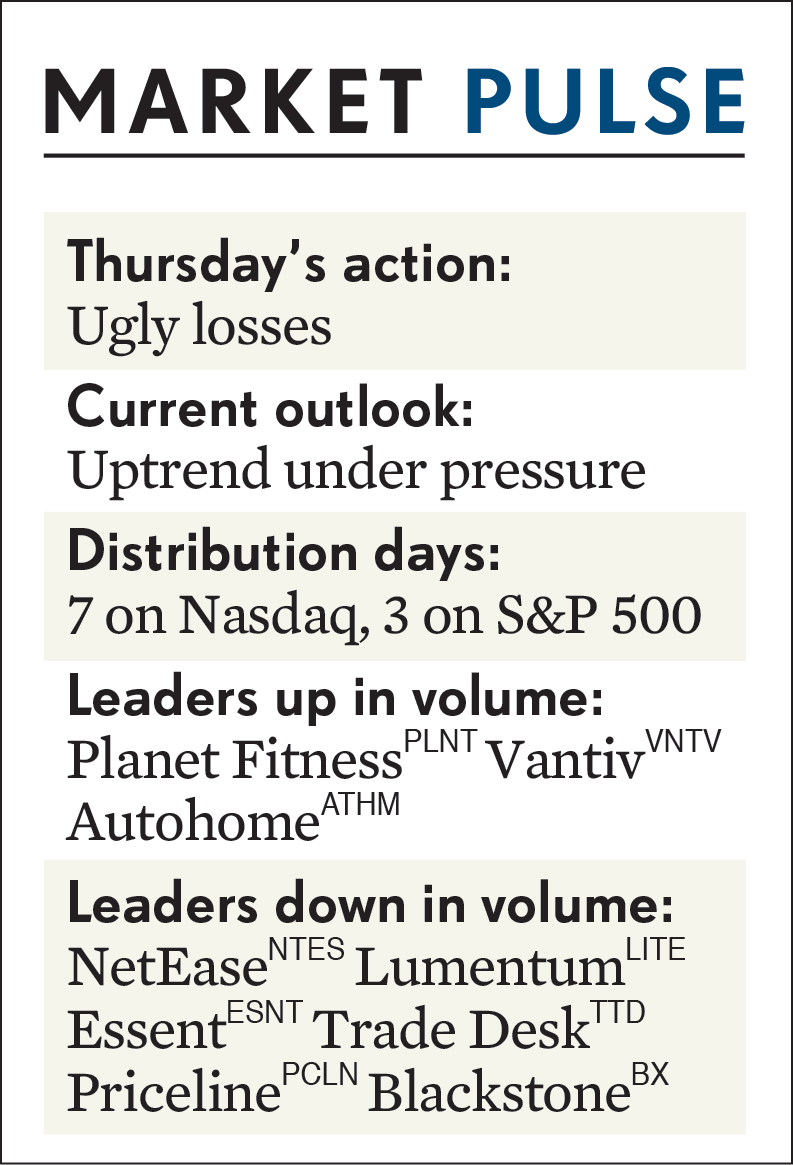 MARKET PULSE
Thursday’s action:
Ugly losses
Current outlook:
Uptrend under pressure
Distribution days:
7 on Nasdaq, 3 on S&P 500
Leaders up in volume:
Planet Fitness PLNT Vantiv VNTV
Autohome ATHM
Leaders down in volume:
NetEase NTES Lumentum LITE
Essent ESNT Trade Desk TTD
Priceline PCLN Blackstone BX